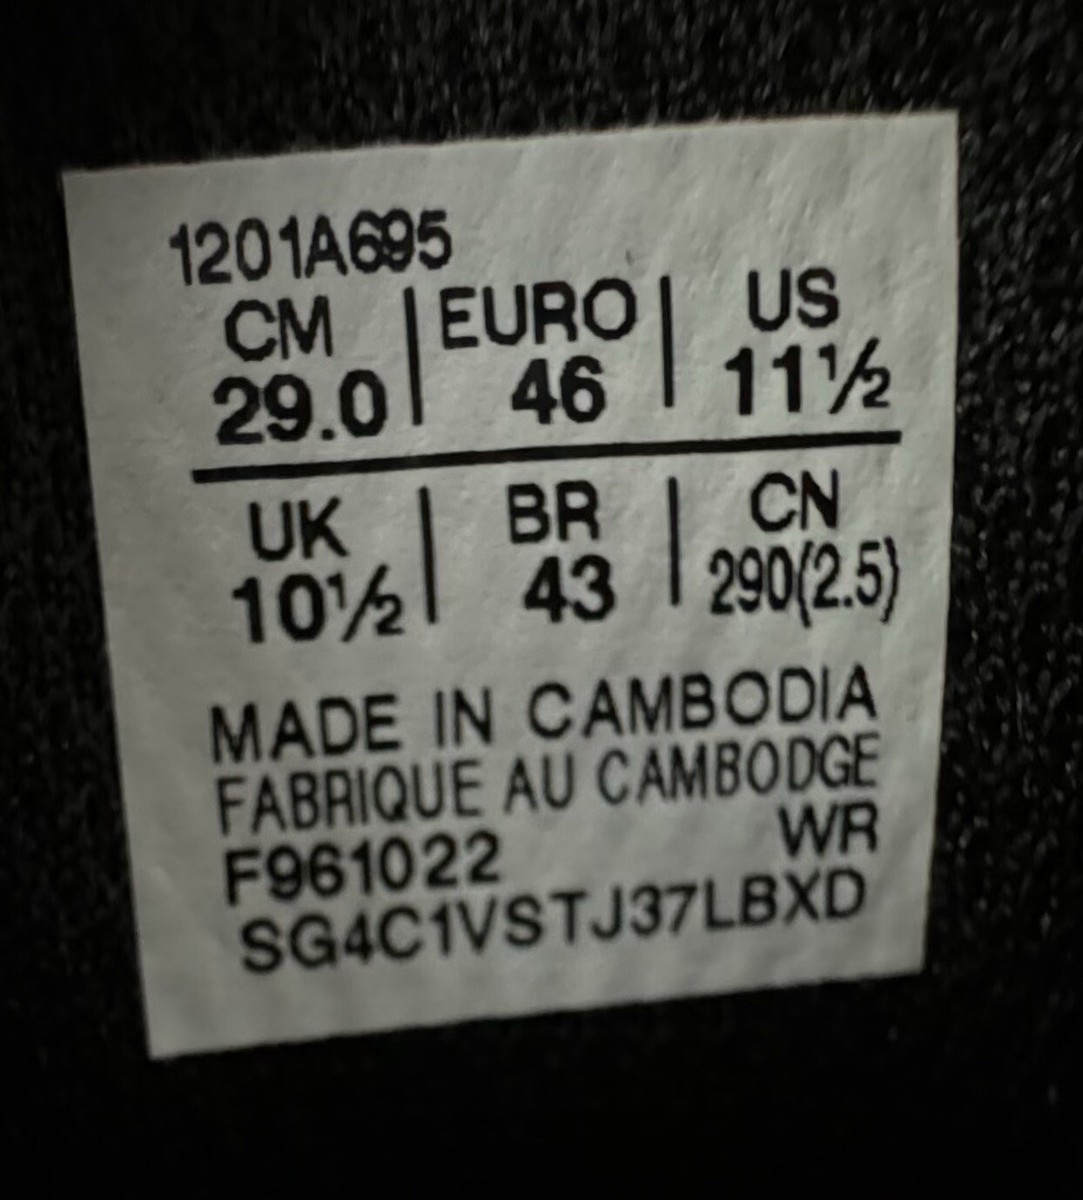 1201A695
CM | EURO | US
29.0 | 46 | 11½
UK | BR | CN
10½ | 43 | 290(2.5)
MADE IN CAMBODIA
FABRIQUE AU CAMBODGE
F961022 WR
SG4C1VSTJ37LBXD